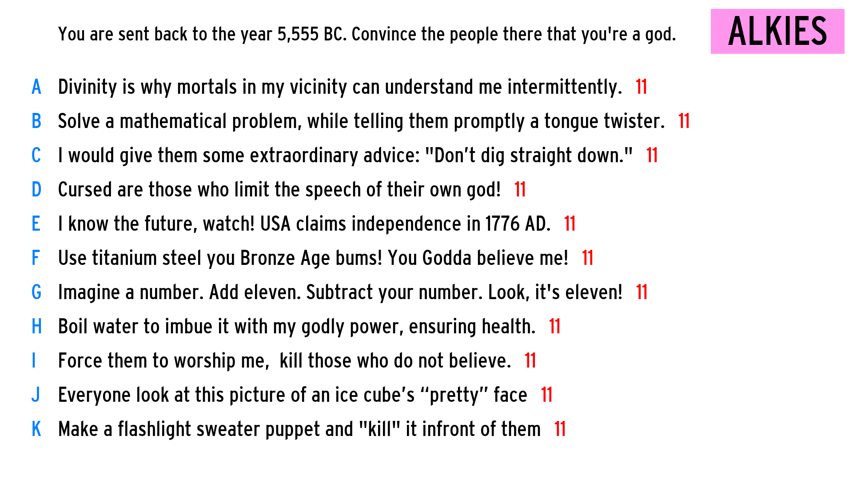 You are sent back to the year 5,555 BC. Convince the people there that you're a god.
ALKIES
A Divinity is why mortals in my vicinity can understand me intermittently. 11
B Solve a mathematical problem, while telling them promptly a tongue twister. 11
C I would give them some extraordinary advice: "Don’t dig straight down." 11
D Cursed are those who limit the speech of their own god! 11
E I know the future, watch! USA claims independence in 1776 AD. 11
F Use titanium steel you Bronze Age bums! You Godda believe me! 11
G Imagine a number. Add eleven. Subtract your number. Look, it's eleven! 11
H Boil water to imbue it with my godly power, ensuring health. 11
I Force them to worship me, kill those who do not believe. 11
J Everyone look at this picture of an ice cube’s “pretty” face 11
K Make a flashlight sweater puppet and "kill" it infront of them 11